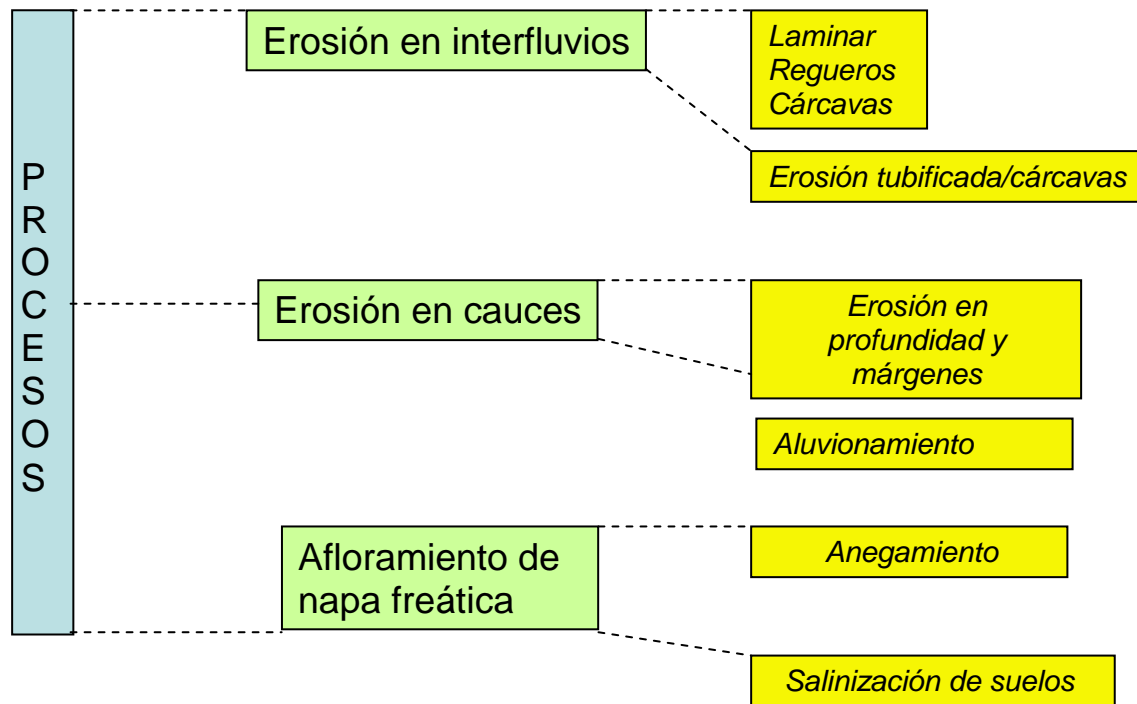 PROCESOS
Erosión en interfluvios
Laminar
Regueros
Cárcavas
Erosión tubificada/cárcavas
Erosión en cauces
Erosión en
profundidad y
márgenes
Aluvionamiento
Afloramiento de
napa freática
Anegamiento
Salinización de suelos